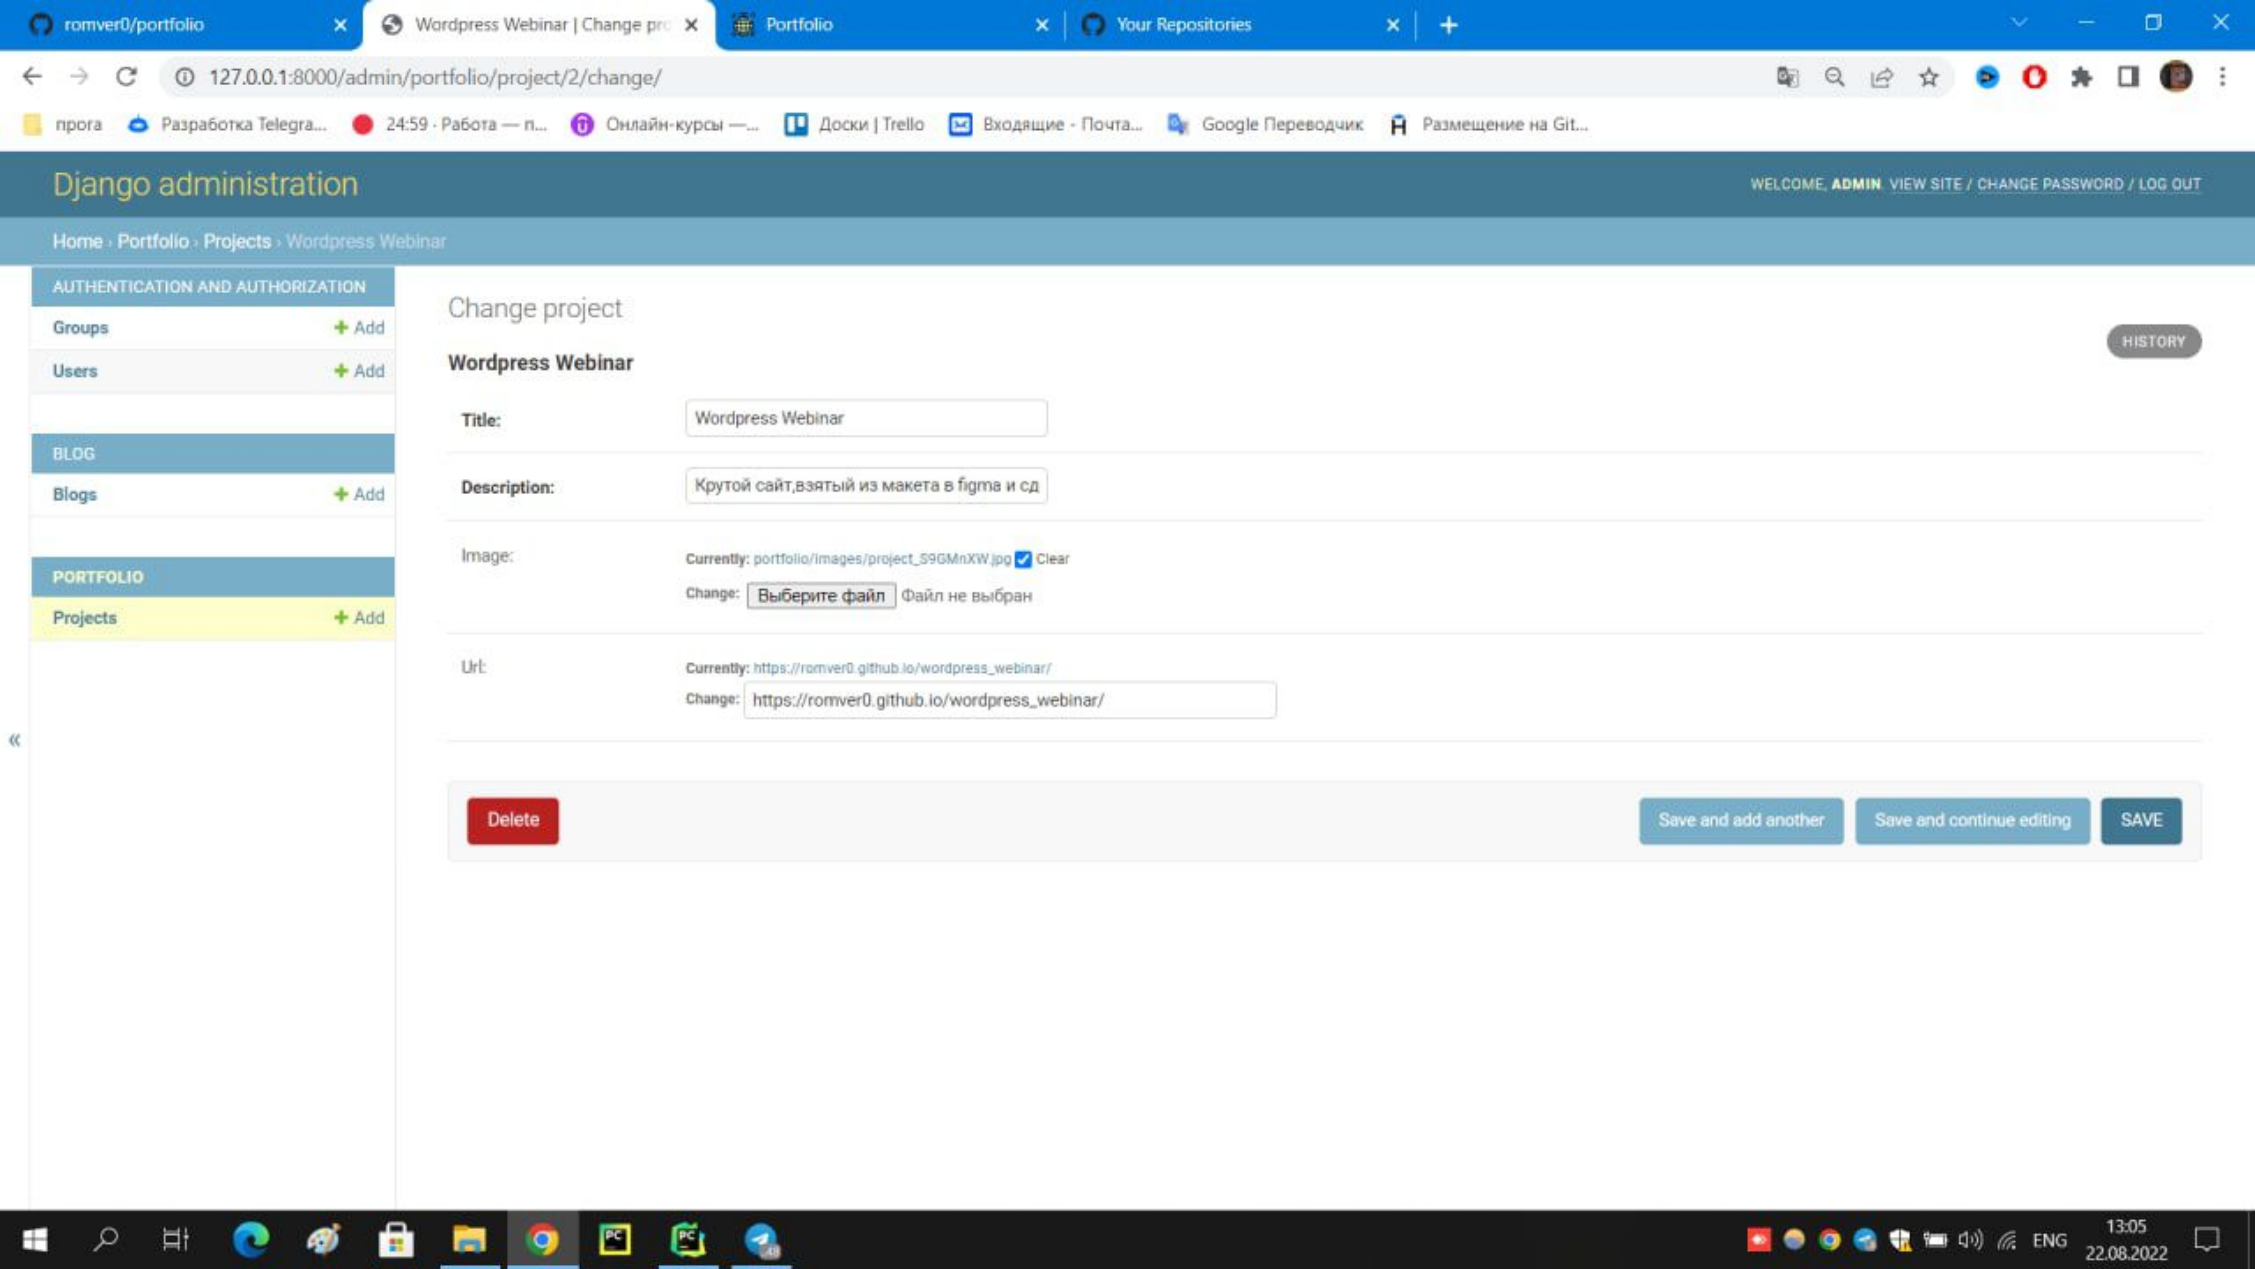 romver0/portfolio
Wordpress Webinar | Change pro
Portfolio
Your Repositories
127.0.0.1:8000/admin/portfolio/project/2/change/
прога
Разработка Telegra...
24:59 · Работа — п...
Онлайн-курсы —...
Доски | Trello
Входящие - Почта...
Google Переводчик
Размещение на Git...
Django administration
WELCOME, ADMIN. VIEW SITE / CHANGE PASSWORD / LOG OUT
Home › Portfolio › Projects › Wordpress Webinar
AUTHENTICATION AND AUTHORIZATION
Groups + Add
Users + Add
BLOG
Blogs + Add
PORTFOLIO
Projects + Add
«
Change project
HISTORY
Wordpress Webinar
Title: Wordpress Webinar
Description: Крутой сайт,взятый из макета в figma и сд
Image: Currently: portfolio/images/project_S9GMnXW.jpg Clear
Change: Выберите файл Файл не выбран
Url: Currently: https://romver0.github.io/wordpress_webinar/
Change: https://romver0.github.io/wordpress_webinar/
Delete
Save and add another
Save and continue editing
SAVE
PC
PC
ENG
13:05
22.08.2022